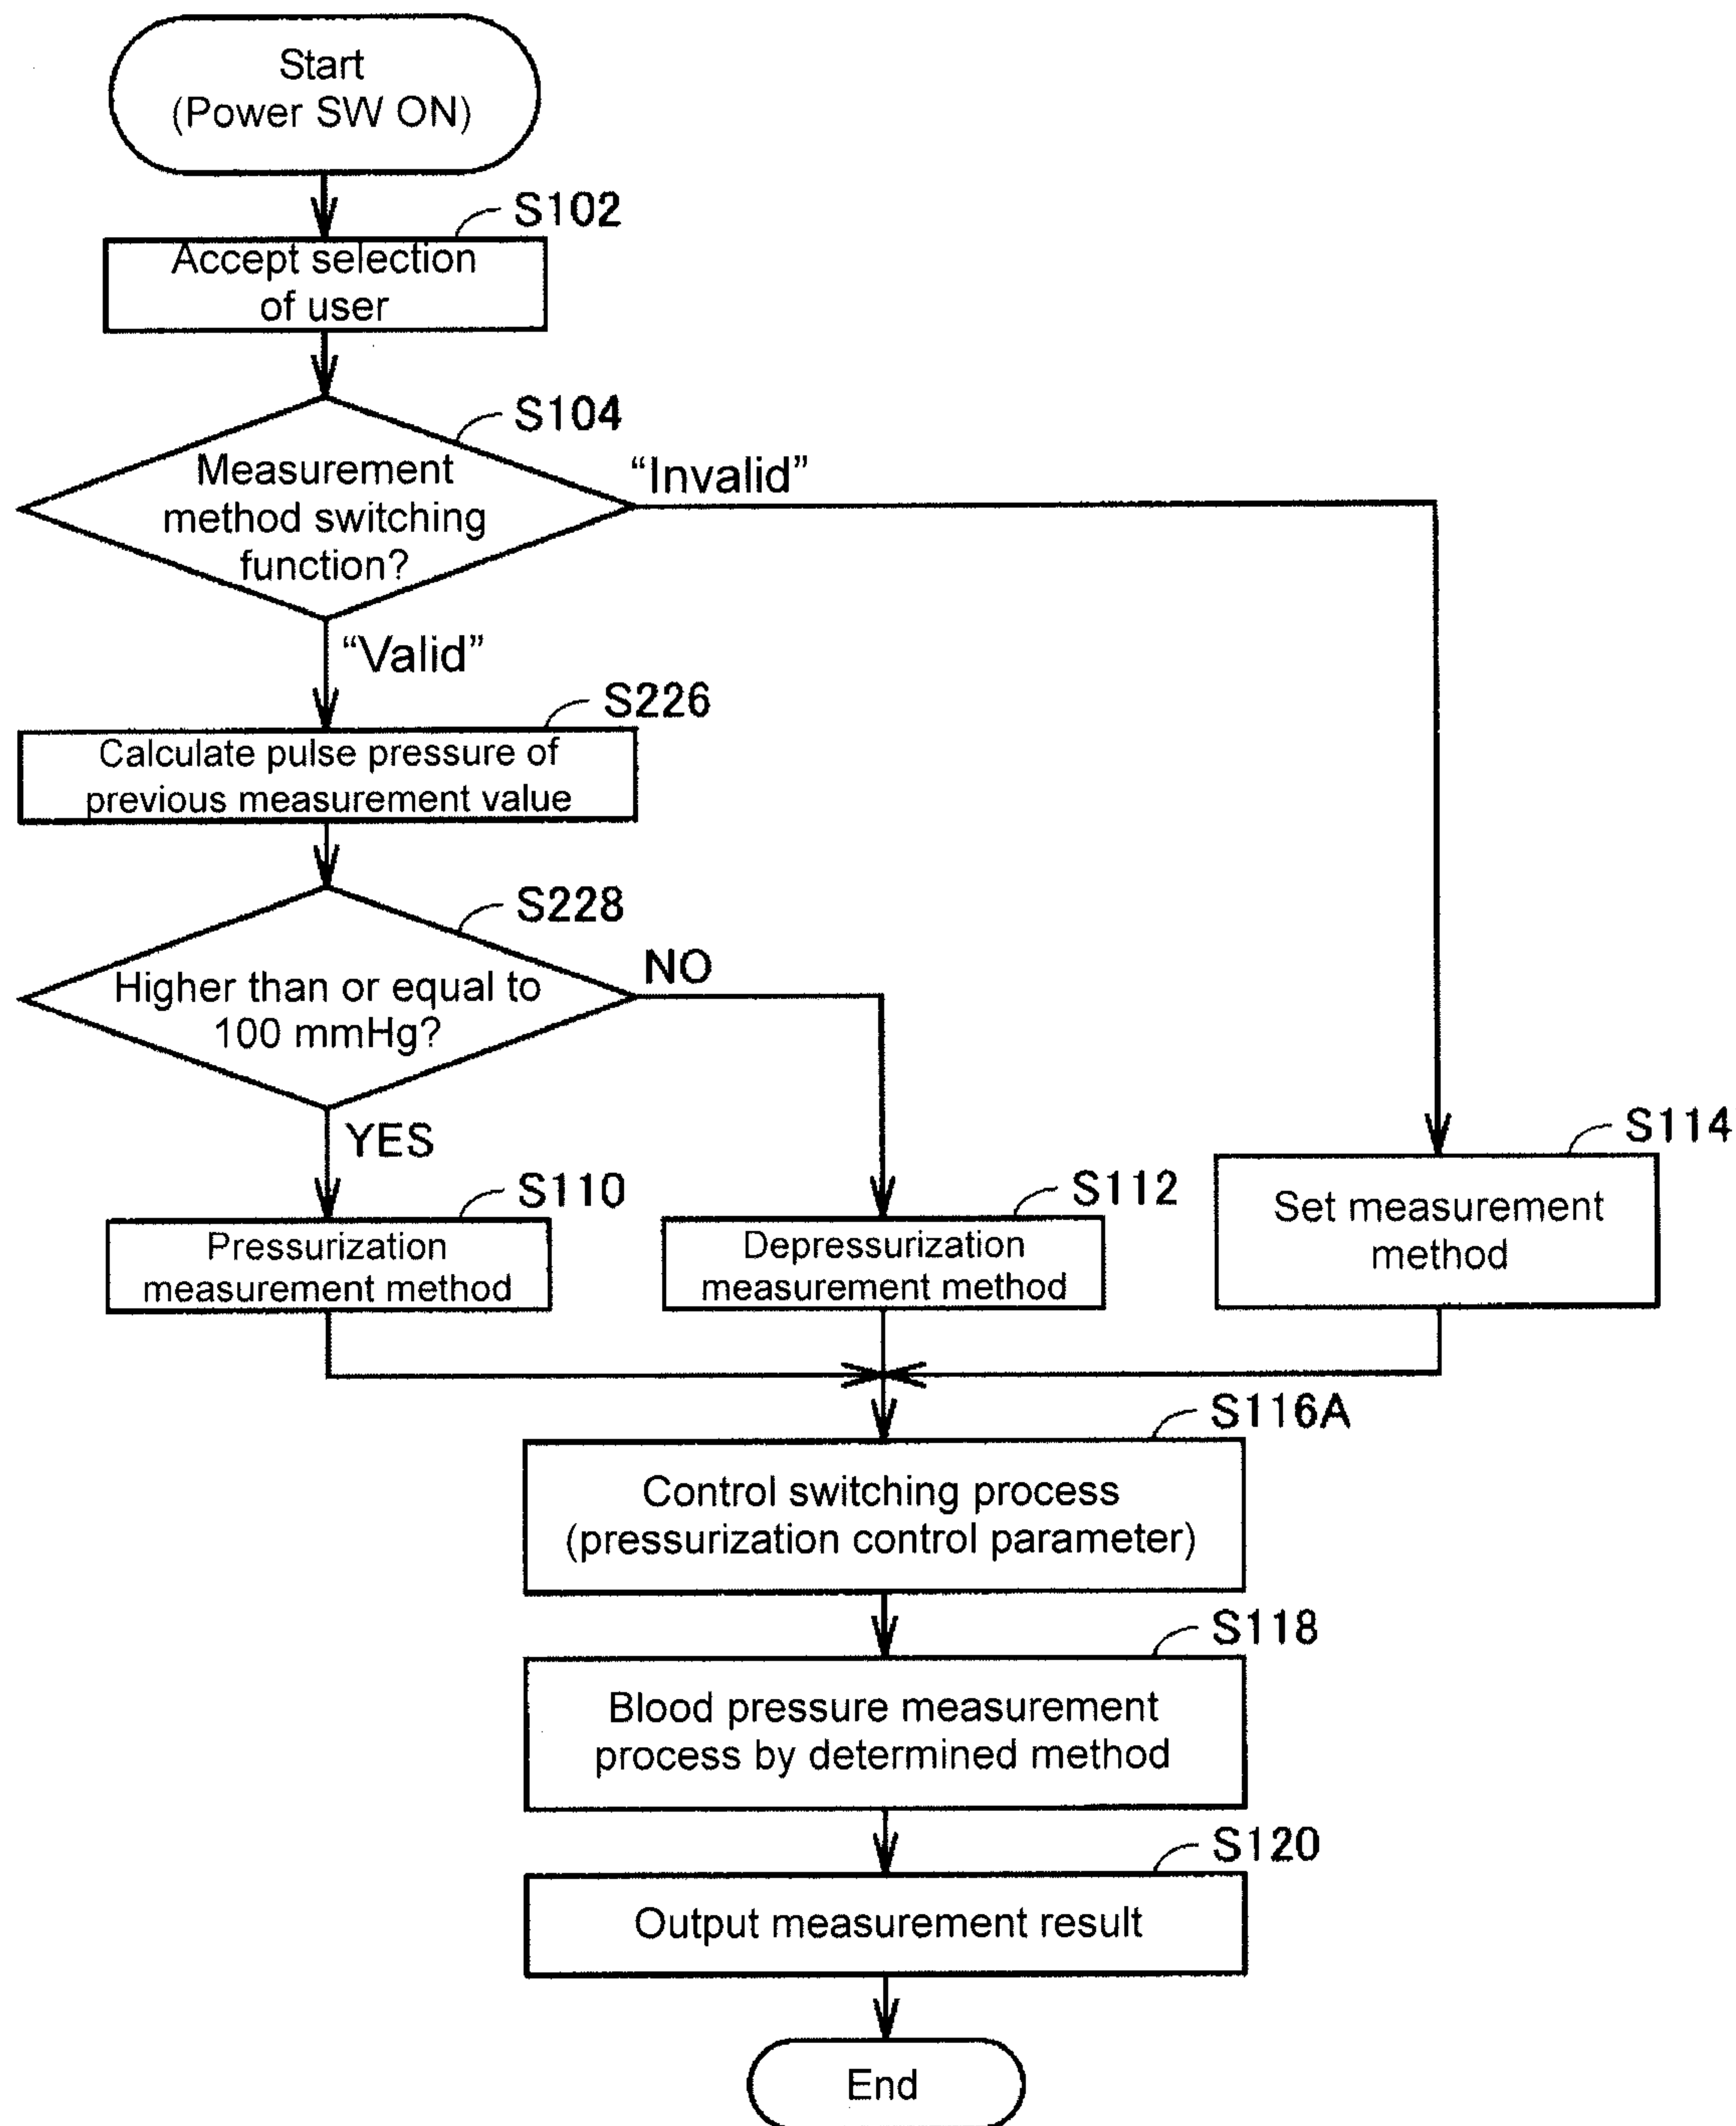 Start
(Power SW ON)
S102
Accept selection
of user
S104
Measurement
method switching
function?
“Invalid”
“Valid”
S226
Calculate pulse pressure of
previous measurement value
S228
Higher than or equal to
100 mmHg?
NO
YES
S110
Pressurization
measurement method
S112
Depressurization
measurement method
S114
Set measurement
method
S116A
Control switching process
(pressurization control parameter)
S118
Blood pressure measurement
process by determined method
S120
Output measurement result
End